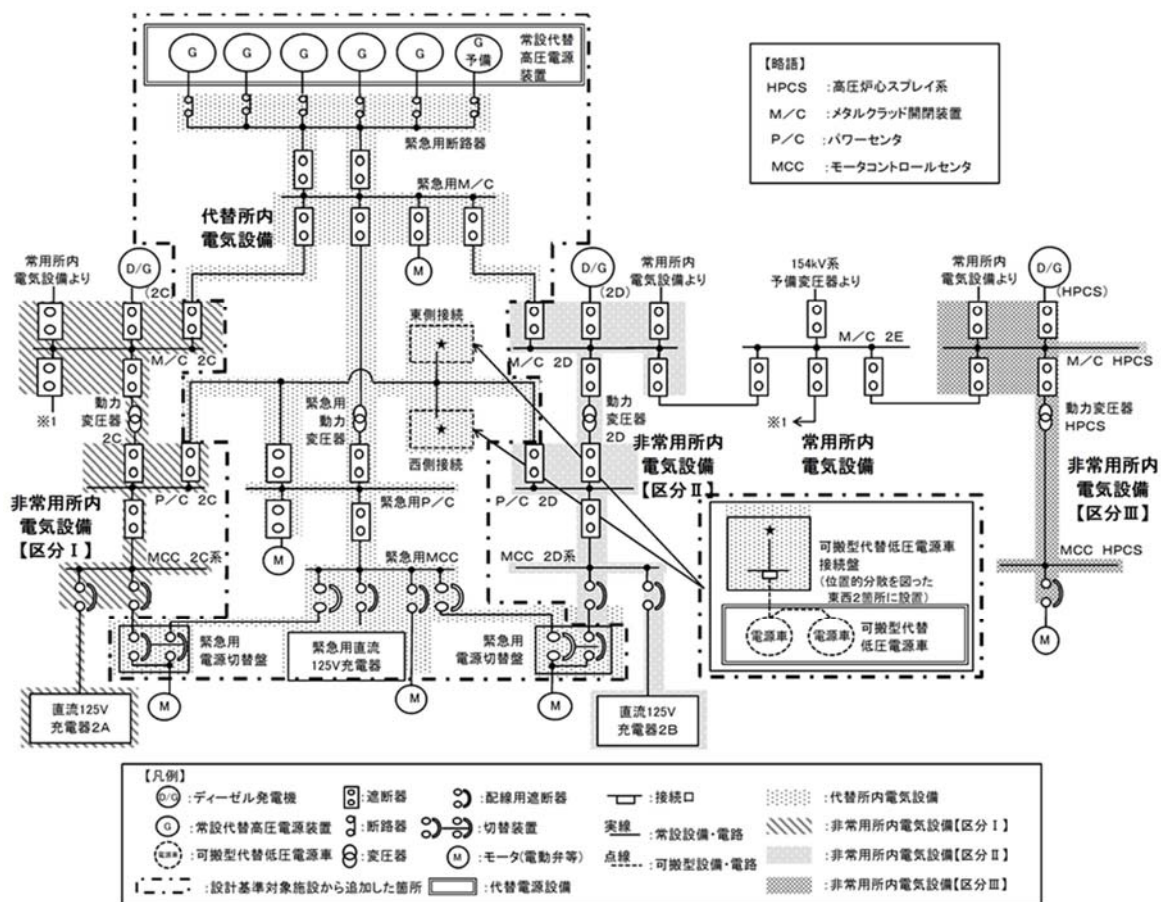 G
G
G
G
G
G
予備
常設代替
高圧電源
装置
緊急用断路器
緊急用M/C
代替所内
電気設備
M
【略語】
HPCS :高圧炉心スプレイ系
M/C :メタルクラッド開閉装置
P/C :パワーセンタ
MCC :モータコントロールセンタ
常用所内
電気設備より
D/G
(2C)
M/C 2C
※1
動力
変圧器
2C
P/C 2C
非常用所内
電気設備
【区分Ⅰ】
MCC 2C系
緊急用
電源切替盤
M
直流125V
充電器2A
東側接続
★
★
西側接続
緊急用
動力
変圧器
緊急用P/C
M
緊急用MCC
緊急用直流
125V充電器
M
D/G
(2D)
常用所内
電気設備より
M/C 2D
動力
変圧器
2D
P/C 2D
非常用所内
電気設備
【区分Ⅱ】
MCC 2D系
緊急用
電源切替盤
M
直流125V
充電器2B
154kV系
予備変圧器より
M/C 2E
※1
常用所内
電気設備
常用所内
電気設備より
D/G
(HPCS)
M/C HPCS
動力変圧器
HPCS
非常用所内
電気設備
【区分Ⅲ】
MCC HPCS
M
★
可搬型代替低圧電源車
接続盤
(位置的分散を図った
東西2箇所に設置)
電源車
電源車
可搬型代替
低圧電源車
【凡例】
D/G :ディーゼル発電機
:遮断器
:配線用遮断器
:接続口
:代替所内電気設備
G :常設代替高圧電源装置
:断路器
:切替装置
実線
:常設設備・電路
:非常用所内電気設備【区分Ⅰ】
電源車 :可搬型代替低圧電源車
:変圧器
M :モータ(電動弁等)
点線
:可搬型設備・電路
:非常用所内電気設備【区分Ⅱ】
:設計基準対象施設から追加した箇所
:代替電源設備
:非常用所内電気設備【区分Ⅲ】